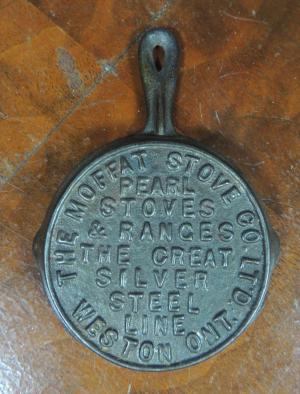 THE MOFFAT STOVE CO LTD.
PEARL
STOVES
& RANGES
THE GREAT
SILVER
STEEL
LINE
WESTON ONT.